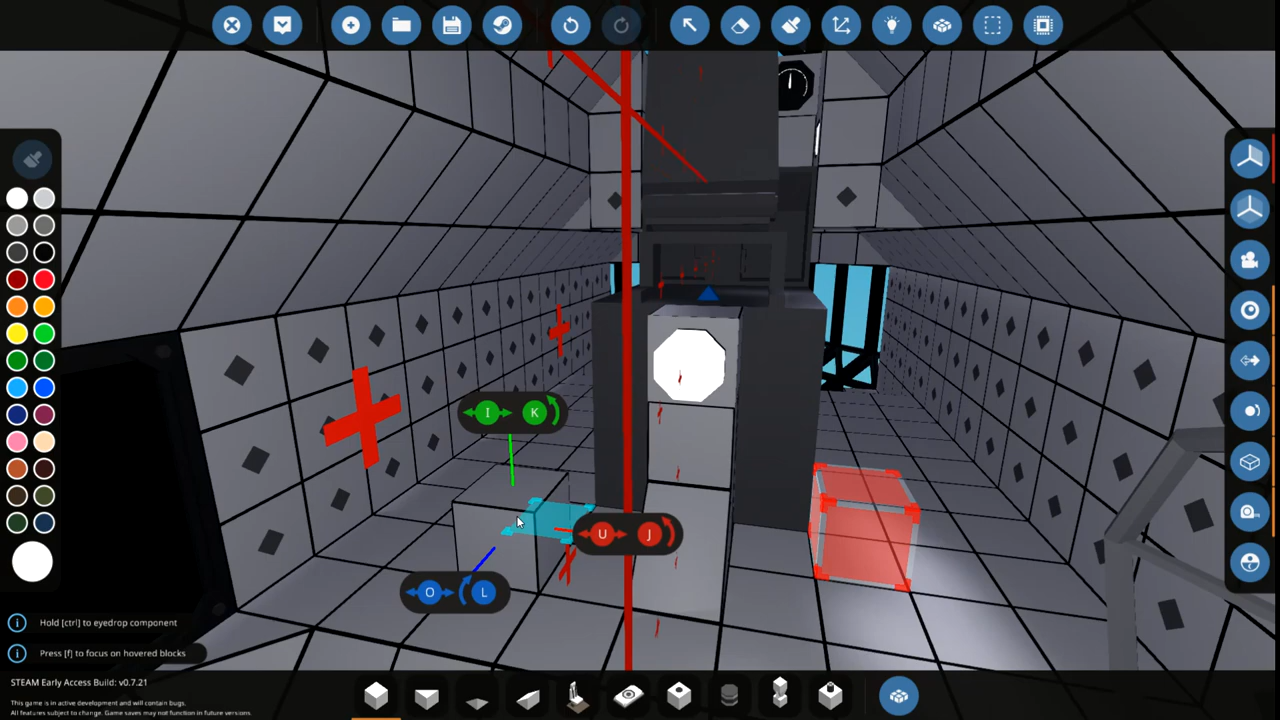 I K
U J
O L
Hold [ctrl] to eyedrop component
Press [f] to focus on hovered blocks
STEAM Early Access Build: v0.7.21
This game is in active development and will contain bugs.
All features subject to change. Game saves may not function in future versions